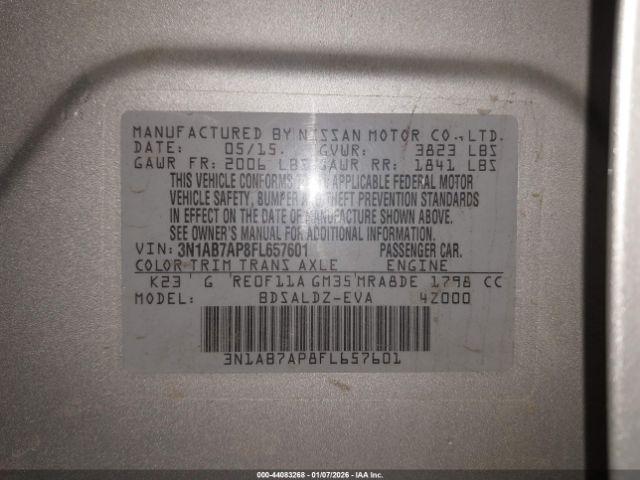 MANUFACTURED BY NISSAN MOTOR CO., LTD.
DATE: 05/15. GVWR: 3823 LBS
GAWR FR: 2006 LBS GAWR RR: 1841 LBS
THIS VEHICLE CONFORMS TO ALL APPLICABLE FEDERAL MOTOR
VEHICLE SAFETY, BUMPER AND THEFT PREVENTION STANDARDS
IN EFFECT ON THE DATE OF MANUFACTURE SHOWN ABOVE.
SEE OWNER'S MANUAL FOR ADDITIONAL INFORMATION.
VIN: 3N1AB7AP8FL657601 PASSENGER CAR.
COLOR TRIM TRANS AXLE ENGINE
K23 G RE0F11A GM35 MRA8DE 1798 CC
MODEL: BDSALDZ-EVA 4Z000
3N1AB7AP8FL657601
000-44083268 - 01/07/2026 - IAA Inc.